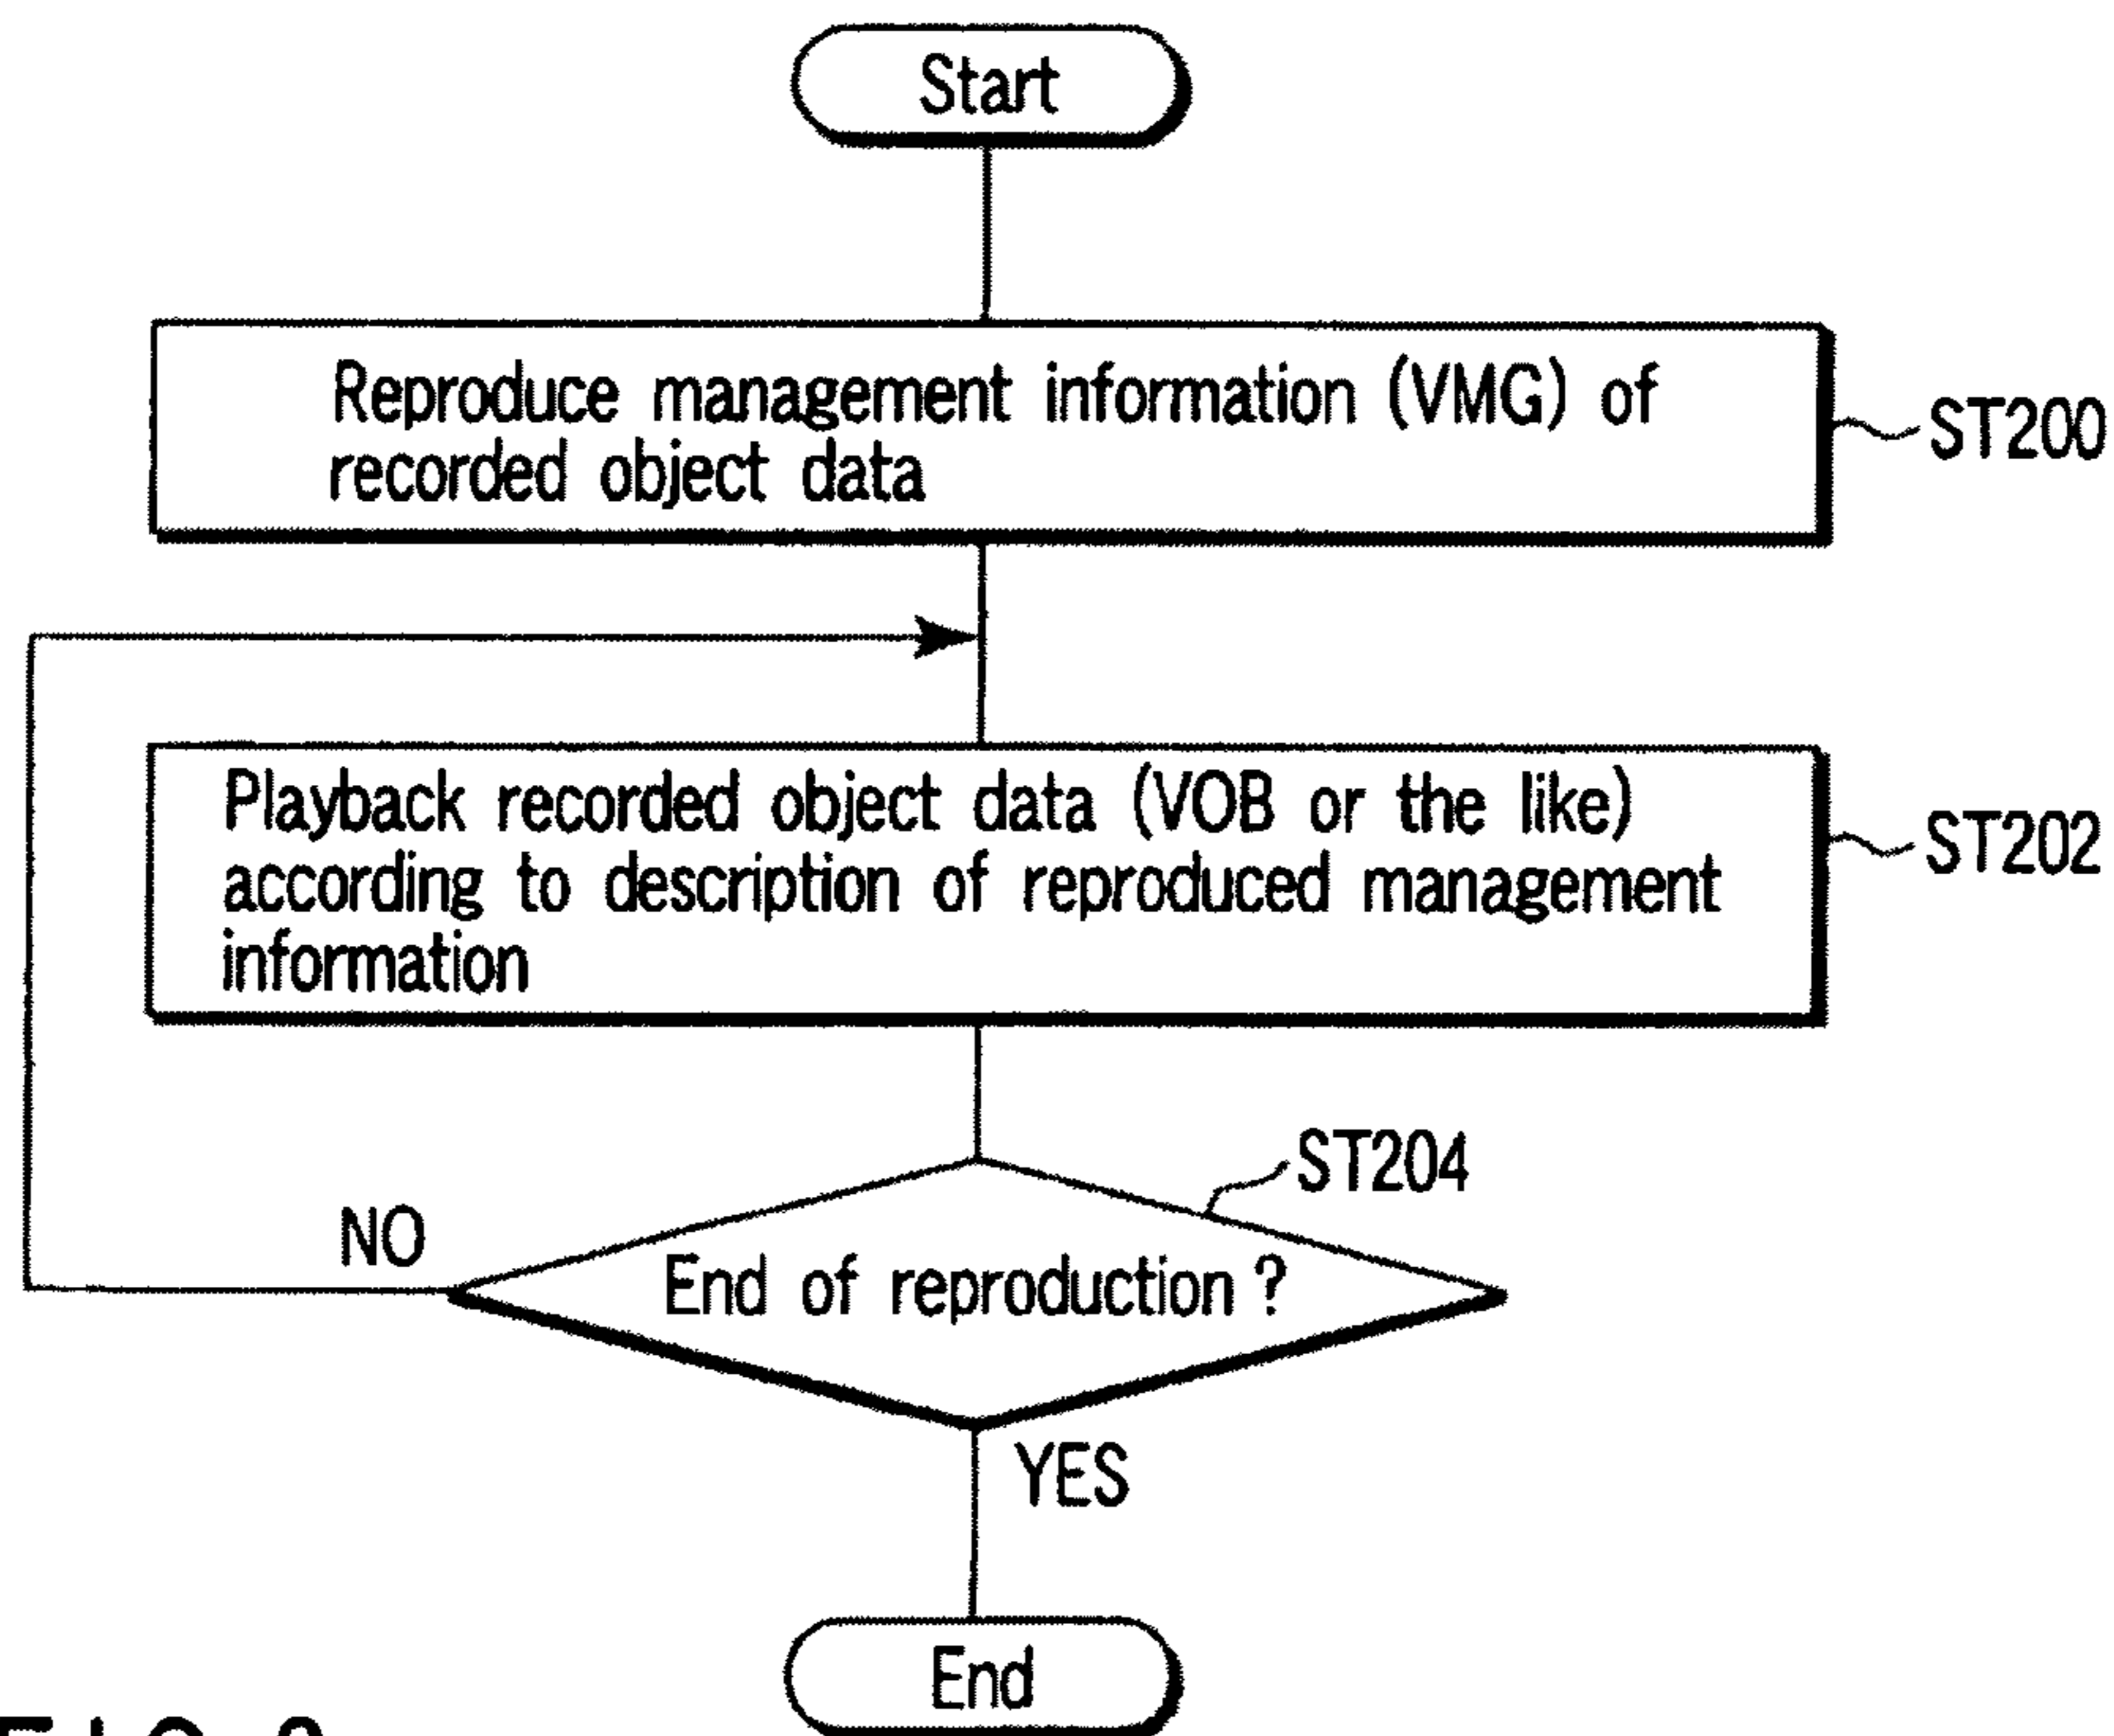 Start
Reproduce management information (VMG) of
recorded object data
ST200
Playback recorded object data (VOB or the like)
according to description of reproduced management
information
ST202
ST204
NO
End of reproduction ?
YES
End